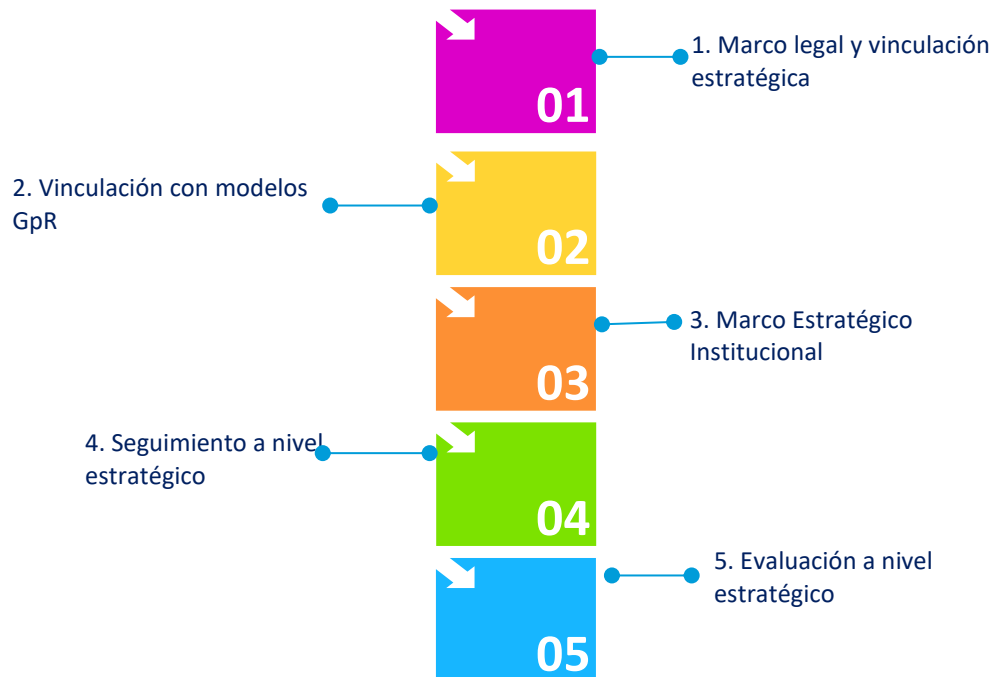 1. Marco legal y vinculación
estratégica
01
2. Vinculación con modelos
GpR
02
3. Marco Estratégico
Institucional
03
4. Seguimiento a nivel
estratégico
04
5. Evaluación a nivel
estratégico
05